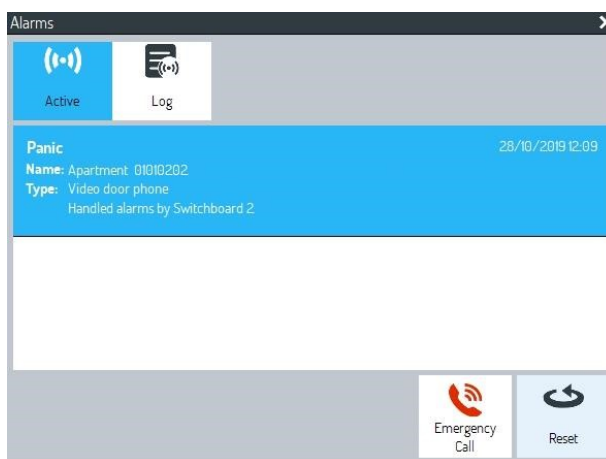 Alarms
Active
Log
Panic
28/10/2019 12:09
Name: Apartment 01010202
Type: Video door phone
Handled alarms by Switchboard 2
Emergency
Call
Reset